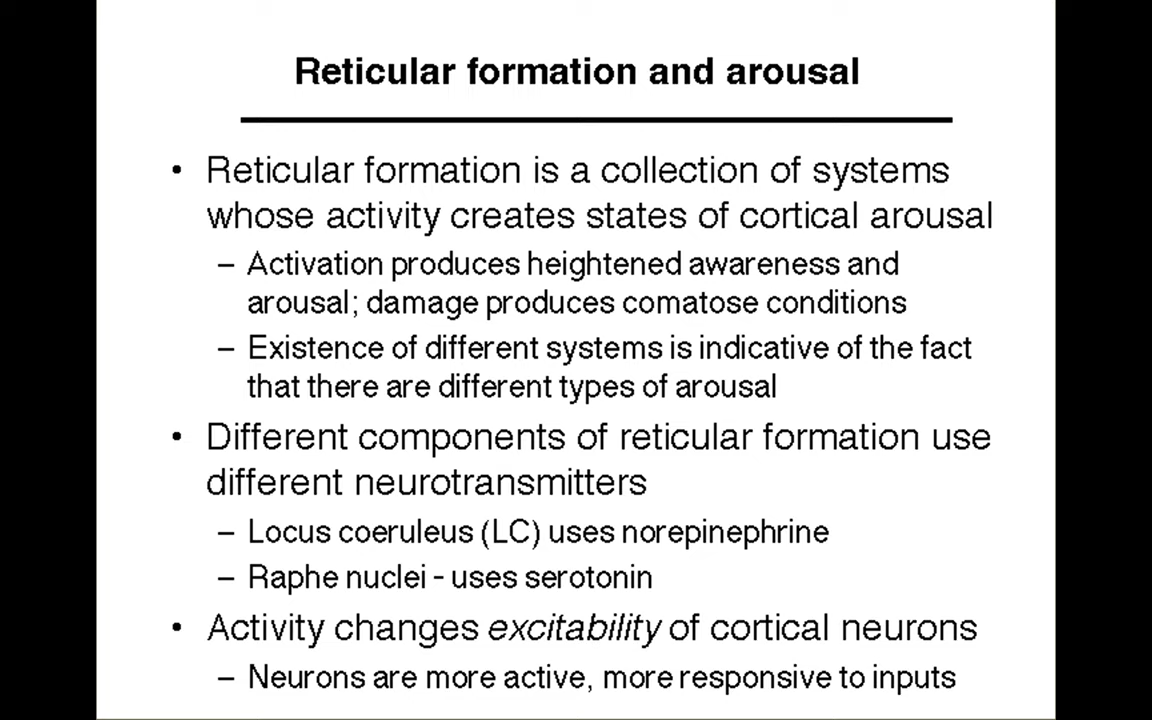 Reticular formation and arousal
• Reticular formation is a collection of systems
whose activity creates states of cortical arousal
– Activation produces heightened awareness and
arousal; damage produces comatose conditions
– Existence of different systems is indicative of the fact
that there are different types of arousal
• Different components of reticular formation use
different neurotransmitters
– Locus coeruleus (LC) uses norepinephrine
– Raphe nuclei - uses serotonin
• Activity changes excitability of cortical neurons
– Neurons are more active, more responsive to inputs